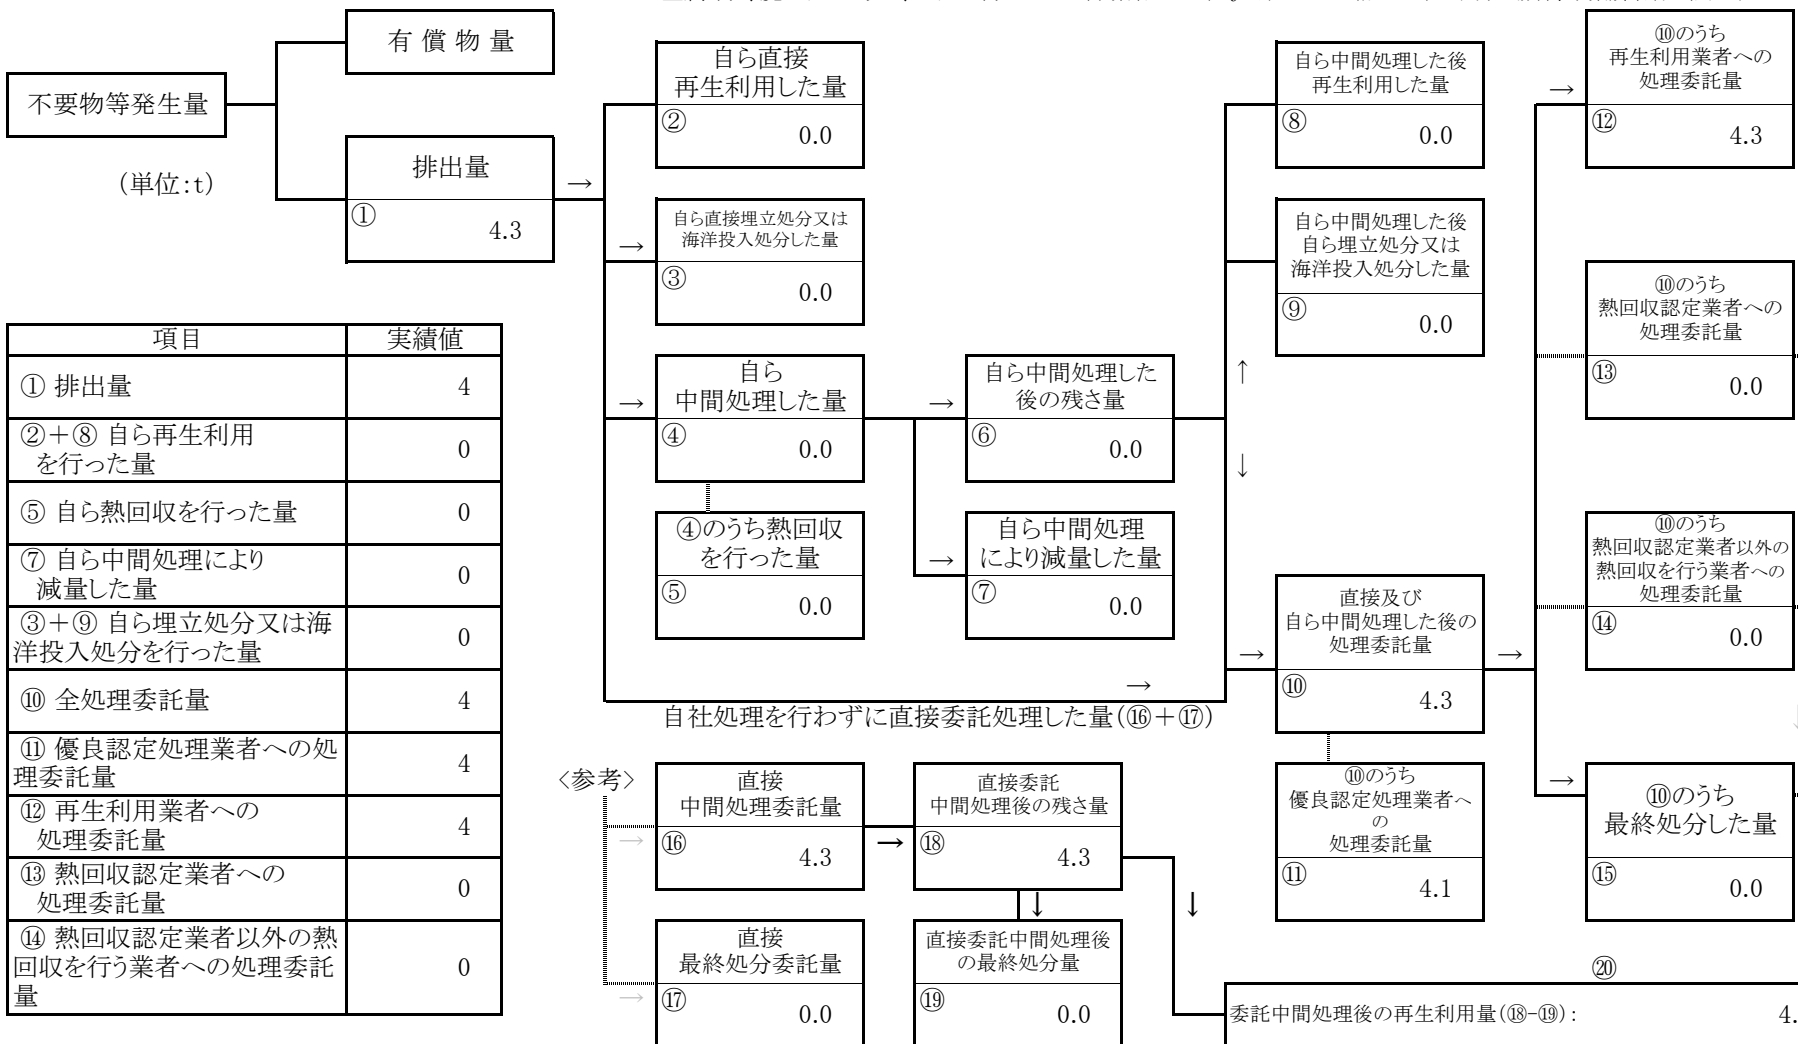 不要物等発生量
(単位:t)
有償物量
排出量
①
4.3
→
項目
実績値
① 排出量
4
②+⑧ 自ら再生利用
を行った量
0
⑤ 自ら熱回収を行った量
0
⑦ 自ら中間処理により
減量した量
0
③+⑨ 自ら埋立処分又は海
洋投入処分を行った量
0
⑩ 全処理委託量
4
⑪ 優良認定処理業者への処
理委託量
4
⑫ 再生利用業者への
処理委託量
4
⑬ 熱回収認定業者への
処理委託量
0
⑭ 熱回収認定業者以外の熱
回収を行う業者への処理委託
量
0
自ら直接
再生利用した量
②
0.0
→
自ら直接埋立処分又は
海洋投入処分した量
③
0.0
→
自ら
中間処理した量
④
0.0
④のうち熱回収
を行った量
⑤
0.0
→
自ら中間処理した
後の残さ量
⑥
0.0
→
自ら中間処理
により減量した量
⑦
0.0
→
自社処理を行わずに直接委託処理した量(⑯+⑰)
<参考>
→
直接
中間処理委託量
⑯
4.3
→
直接委託
中間処理後の残さ量
⑱
4.3
↓
→
直接
最終処分委託量
⑰
0.0
直接委託中間処理後
の最終処分量
⑲
0.0
↓
自ら中間処理した後
再生利用した量
⑧
0.0
自ら中間処理した後
自ら埋立処分又は
海洋投入処分した量
⑨
0.0
↑
↓
→
直接及び
自ら中間処理した後の
処理委託量
⑩
4.3
→
⑩のうち
優良認定処理業者へ
の
処理委託量
⑪
4.1
→
⑩のうち
再生利用業者への
処理委託量
⑫
4.3
⑩のうち
熱回収認定業者への
処理委託量
⑬
0.0
⑩のうち
熱回収認定業者以外の
熱回収を行う業者への
処理委託量
⑭
0.0
→
⑩のうち
最終処分した量
⑮
0.0
⑳
委託中間処理後の再生利用量(⑱-⑲):
4.